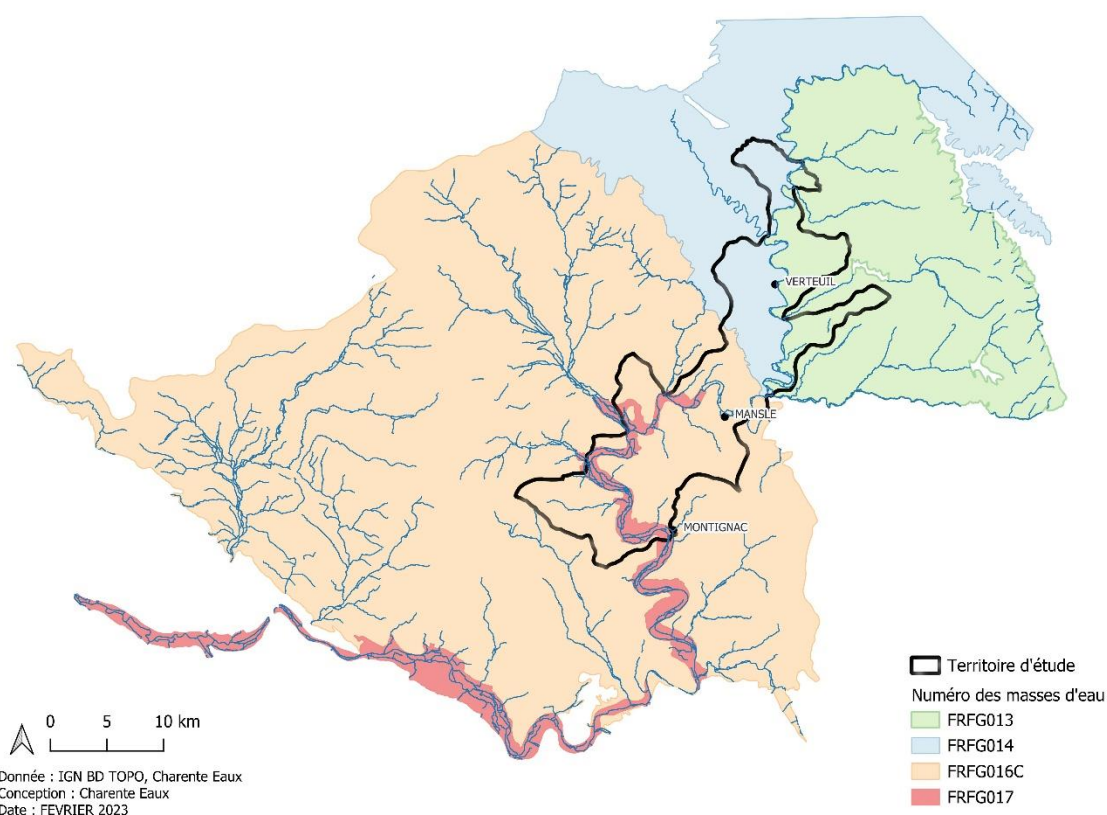 VERTEUIL
MANSLE
MONTIGNAC
Territoire d'étude
Numéro des masses d'eau
FRFG013
FRFG014
FRFG016C
FRFG017
0 5 10 km
Donnée : IGN BD TOPO, Charente Eaux
Conception : Charente Eaux
Date : FEVRIER 2023